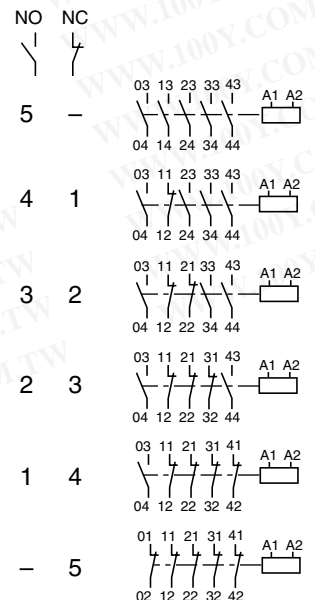 NO NC
03 13 23 33 43 A1 A2
5 –
04 14 24 34 44
03 11 23 33 43 A1 A2
4 1
04 12 24 34 44
03 11 21 33 43 A1 A2
3 2
04 12 22 34 44
03 11 21 31 43 A1 A2
2 3
04 12 22 32 44
03 11 21 31 41 A1 A2
1 4
04 12 22 32 42
01 11 21 31 41 A1 A2
– 5
02 12 22 32 42
WWW.100Y.COM.TW